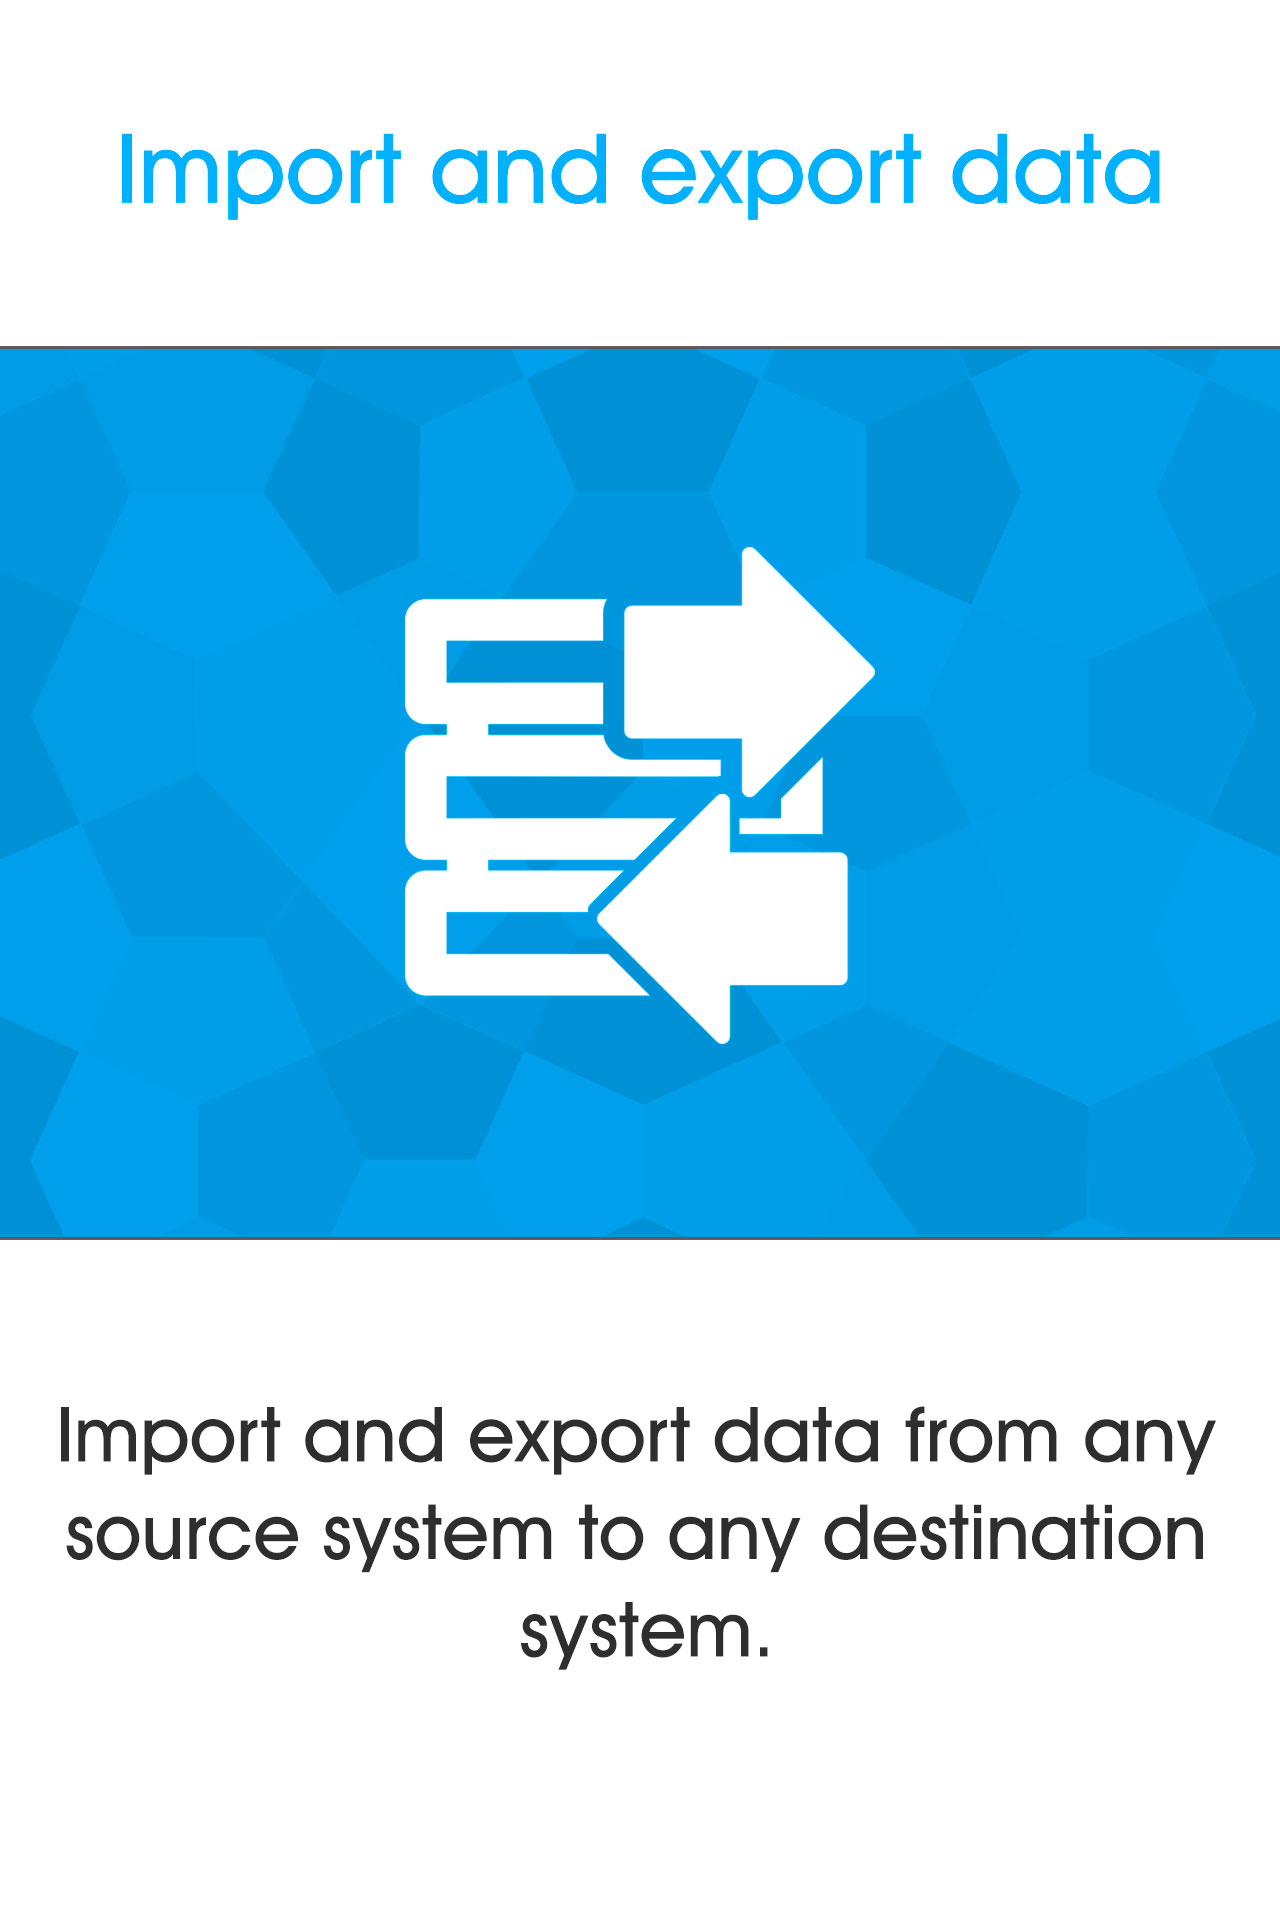 Import and export data
Import and export data from any
source system to any destination
system.